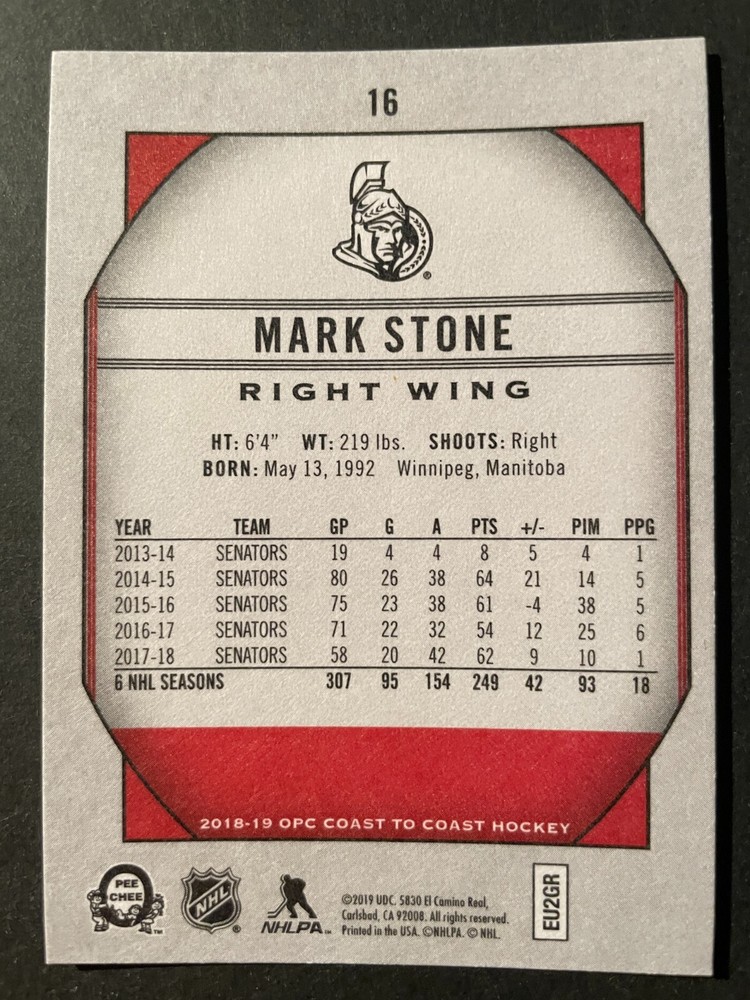 16
®
MARK STONE
RIGHT WING
HT: 6'4" WT: 219 lbs. SHOOTS: Right
BORN: May 13, 1992 Winnipeg, Manitoba
YEAR TEAM GP G A PTS +/- PIM PPG
2013-14 SENATORS 19 4 4 8 5 4 1
2014-15 SENATORS 80 26 38 64 21 14 5
2015-16 SENATORS 75 23 38 61 -4 38 5
2016-17 SENATORS 71 22 32 54 12 25 6
2017-18 SENATORS 58 20 42 62 9 10 1
6 NHL SEASONS 307 95 154 249 42 93 18
2018-19 OPC COAST TO COAST HOCKEY
PEE
CHEE
™
NHL
®
NHLPA™
©2019 UDC. 5830 El Camino Real,
Carlsbad, CA 92008. All rights reserved.
Printed in the USA. ©NHLPA. © NHL.
EU2GR